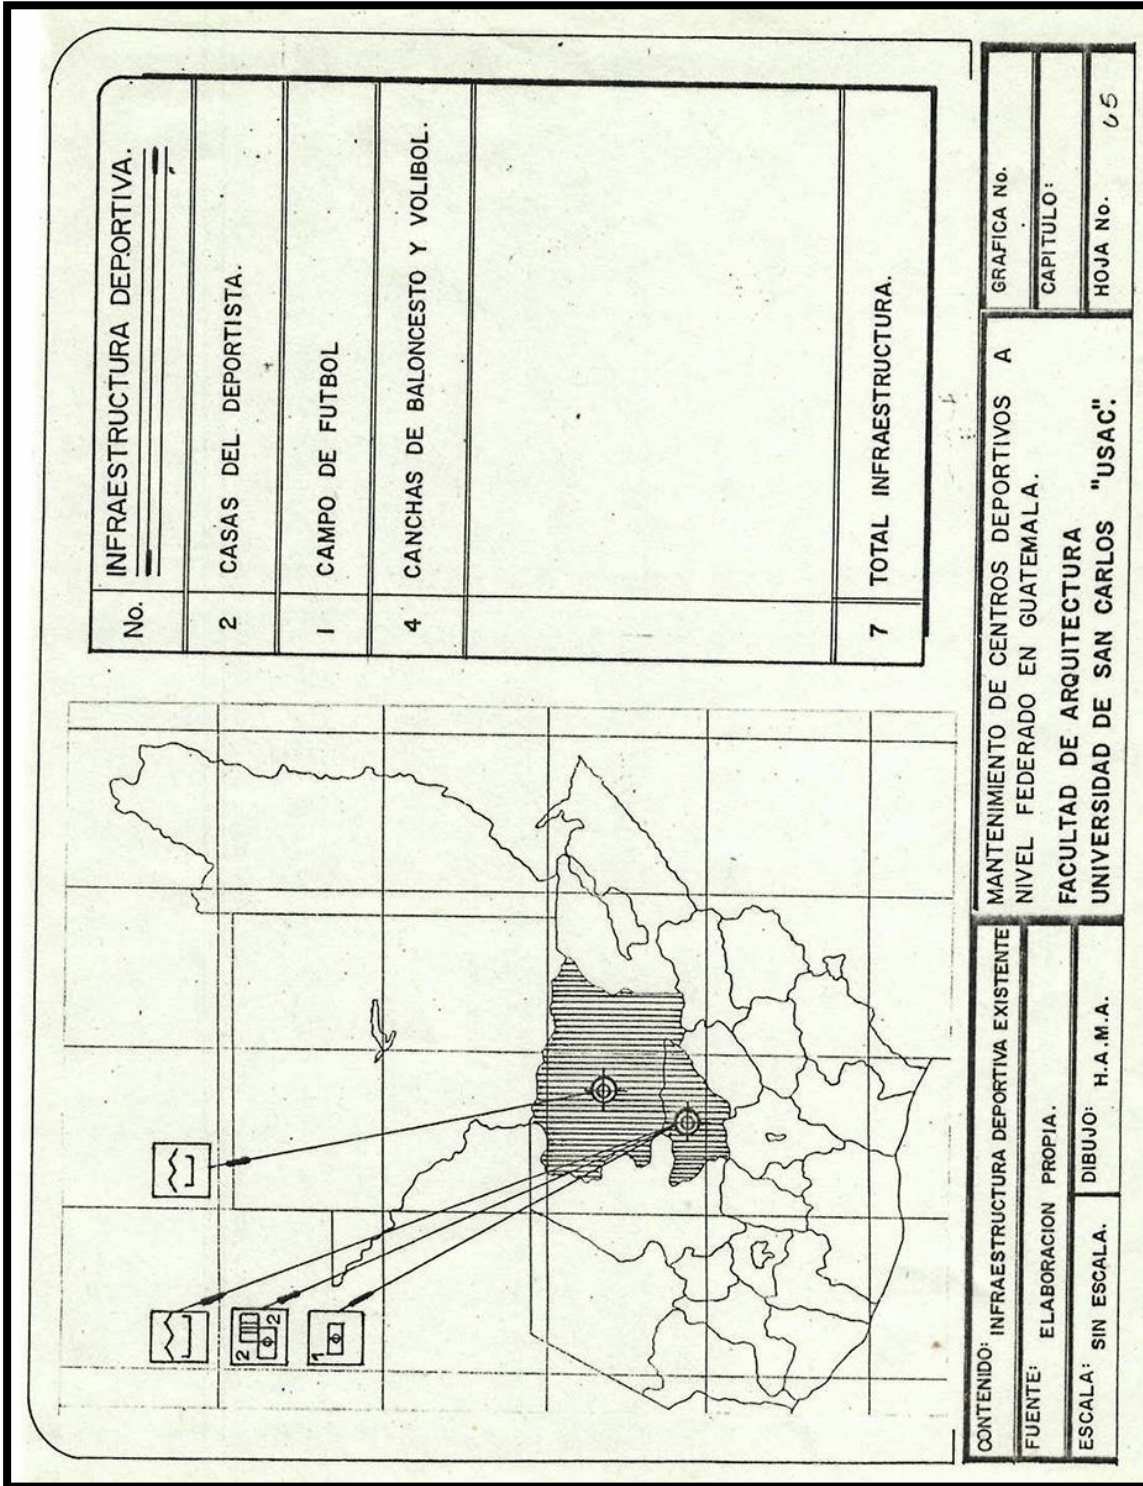 No. INFRAESTRUCTURA DEPORTIVA.
2 CASAS DEL DEPORTISTA.
1 CAMPO DE FUTBOL
4 CANCHAS DE BALONCESTO Y VOLIBOL.
7 TOTAL INFRAESTRUCTURA.
2
2
1
CONTENIDO: INFRAESTRUCTURA DEPORTIVA EXISTENTE
FUENTE: ELABORACION PROPIA.
ESCALA: SIN ESCALA. DIBUJO: H.A.M.A.
MANTENIMIENTO DE CENTROS DEPORTIVOS A
NIVEL FEDERADO EN GUATEMALA.
FACULTAD DE ARQUITECTURA
UNIVERSIDAD DE SAN CARLOS "USAC".
GRAFICA No.
CAPITULO:
HOJA No. 65